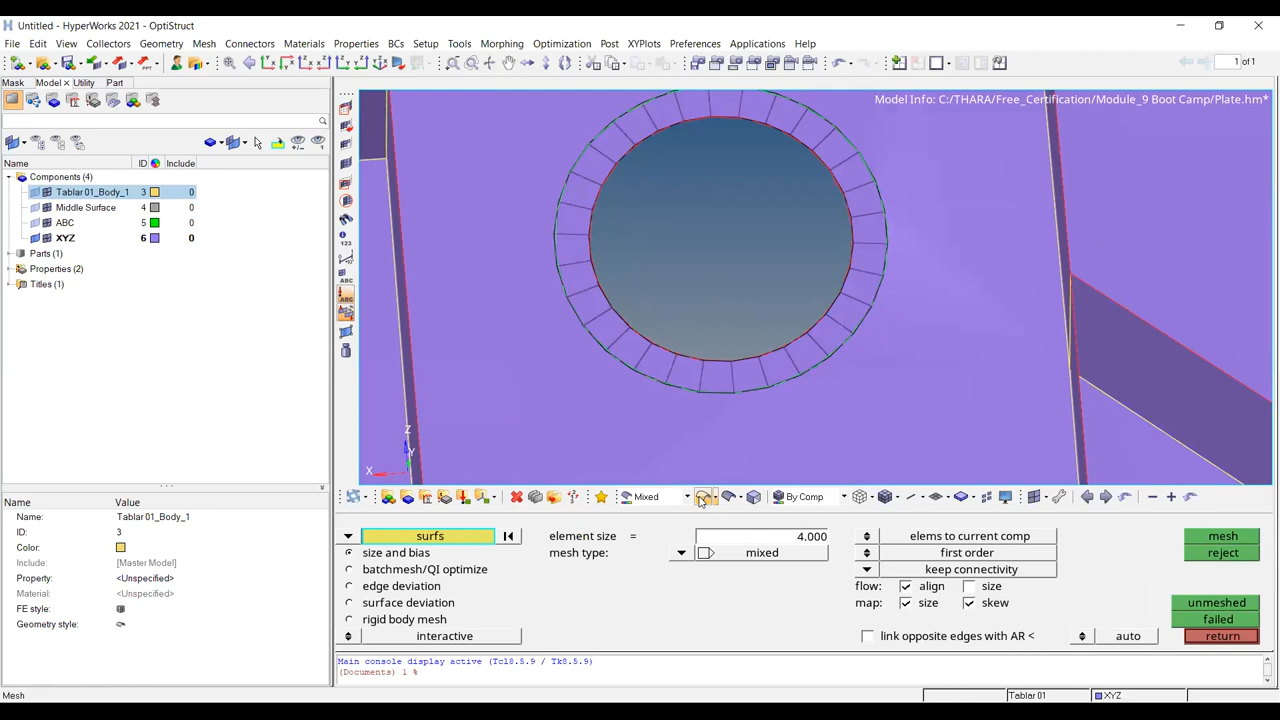 Untitled - HyperWorks 2021 - OptiStruct
File Edit View Collectors Geometry Mesh Connectors Materials Properties BCs Setup Tools Morphing Optimization Post XYPlots Preferences Applications Help
1 of 1
Mask Model Utility Part
Model Info: C:/THARA/Free_Certification/Module_9 Boot Camp/Plate.hm*
Name ID Include
Components (4)
Tablar01_Body_1 3 0
Middle Surface 4 0
ABC 5 0
XYZ 6 0
Parts (1)
Properties (2)
Titles (1)
123
ABC
ABC
Z
Y
X
Mixed By Comp
Name Value
Name: Tablar01_Body_1
ID: 3
Color:
Include: [Master Model]
Property: <Unspecified>
Material: <Unspecified>
FE style:
Geometry style:
surfs element size = 4.000 elems to current comp mesh
size and bias mesh type: mixed first order reject
batchmesh/QI optimize keep connectivity
edge deviation flow: align size
surface deviation map: size skew unmeshed
rigid body mesh failed
interactive link opposite edges with AR < auto return
Main console display active (Tcl8.5.9 / Tk8.5.9)
(Documents) 1 %
Mesh Tablar01 XYZ